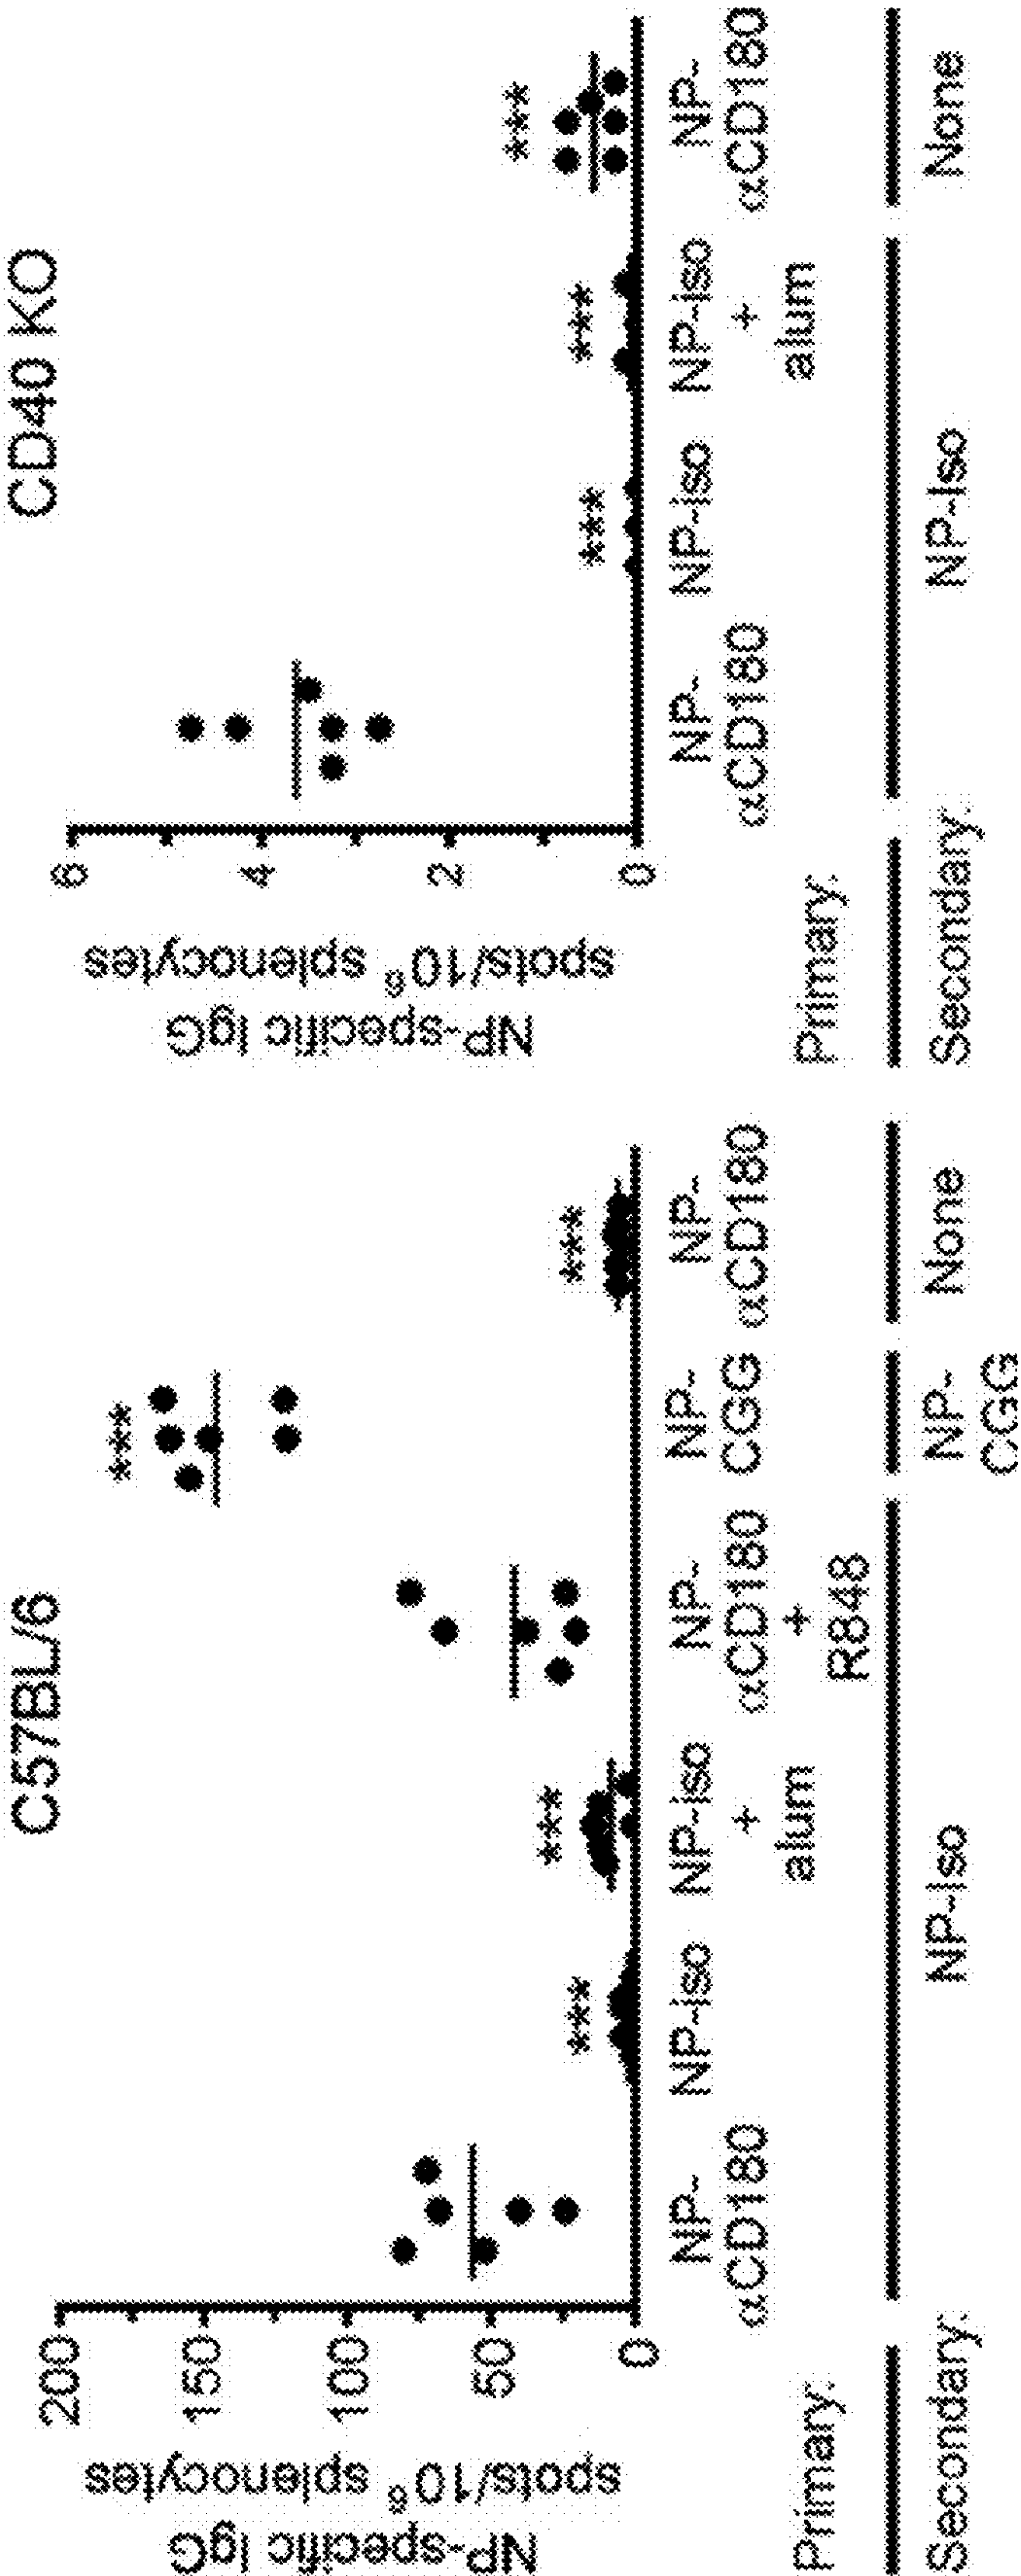 C57BL/6
NP-specific IgG
spots/10⁶ splenocytes
200
150
100
50
0
***
***
***
***
Primary:
NP-
αCD180
NP-iso
NP-iso
+
alum
NP-
αCD180
+
R848
NP-
CGG
NP-
αCD180
Secondary:
NP-Iso
NP-
CGG
None
CD40 KO
NP-specific IgG
spots/10⁶ splenocytes
6
4
2
0
***
***
***
Primary:
NP-
αCD180
NP-iso
NP-iso
+
alum
NP-
αCD180
Secondary:
NP-Iso
None